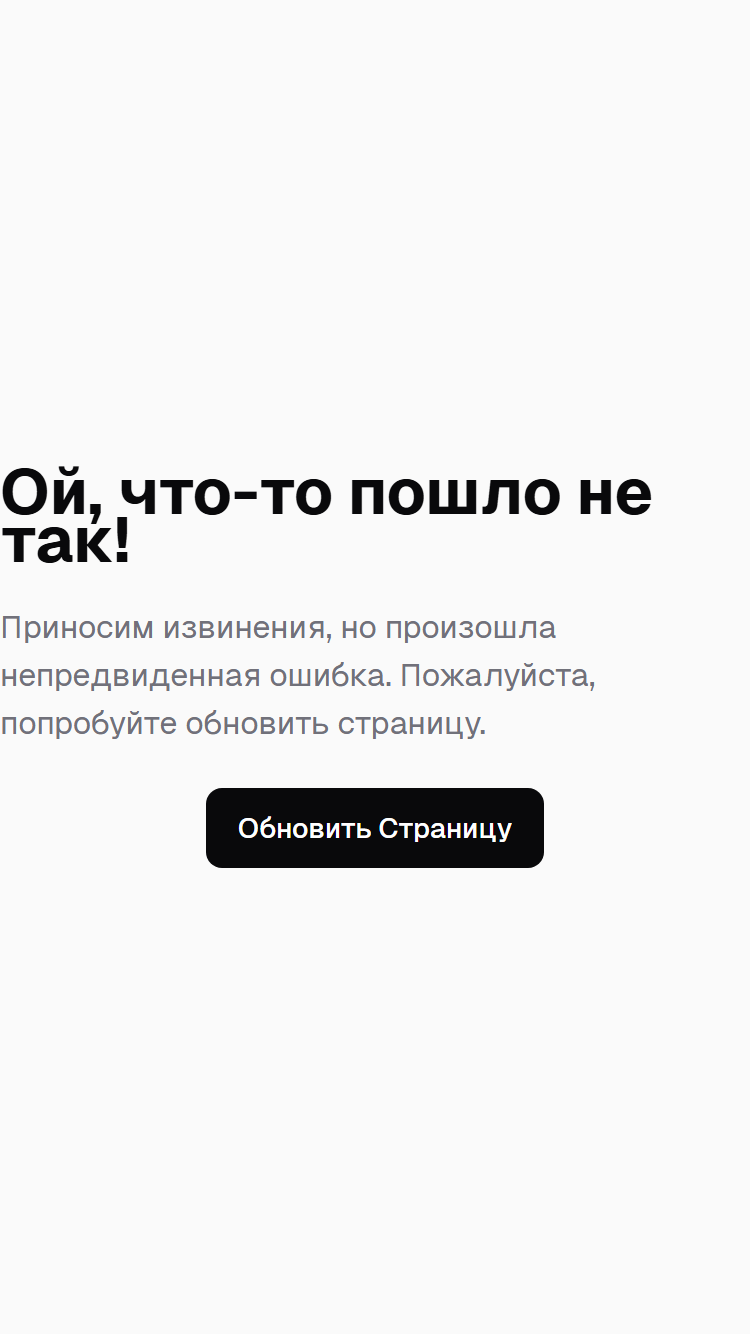 Ой, что-то пошло не
так!
Приносим извинения, но произошла
непредвиденная ошибка. Пожалуйста,
попробуйте обновить страницу.
Обновить Страницу